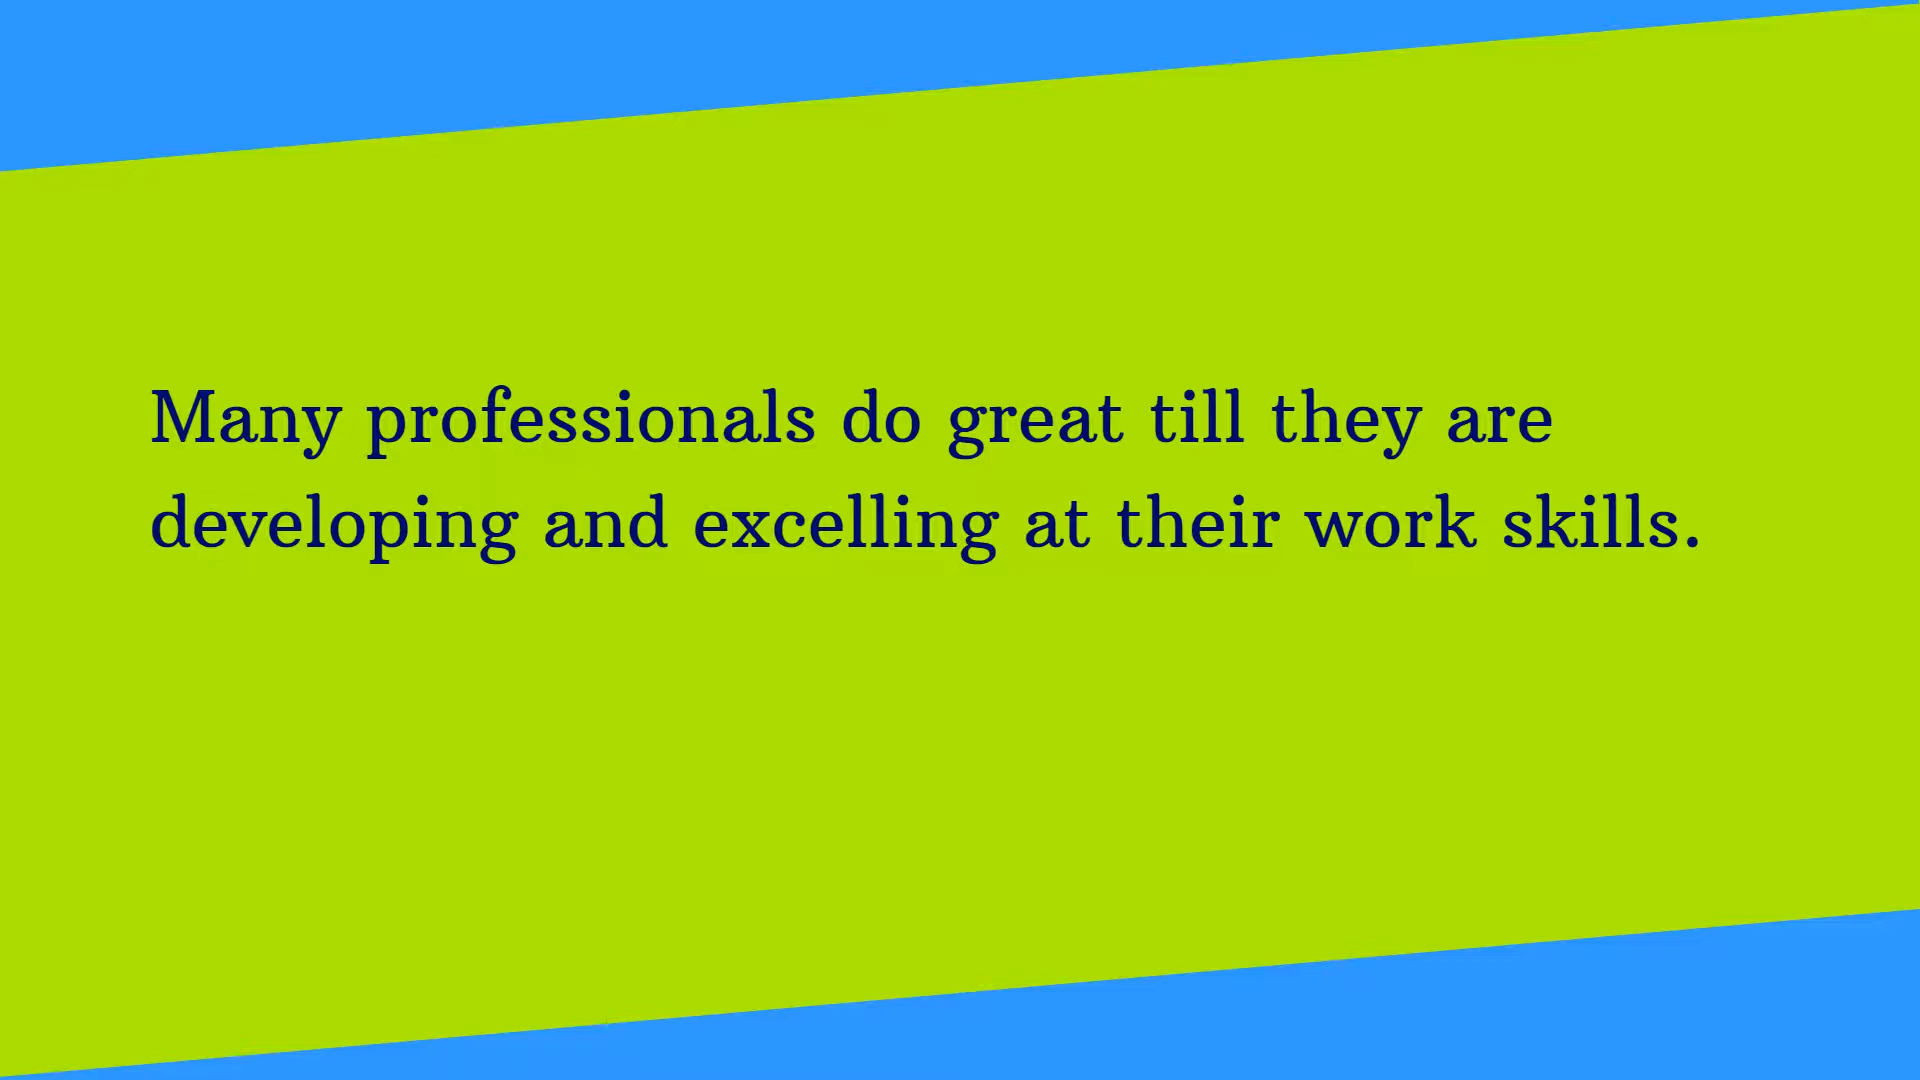 Many professionals do great till they are
developing and excelling at their work skills.